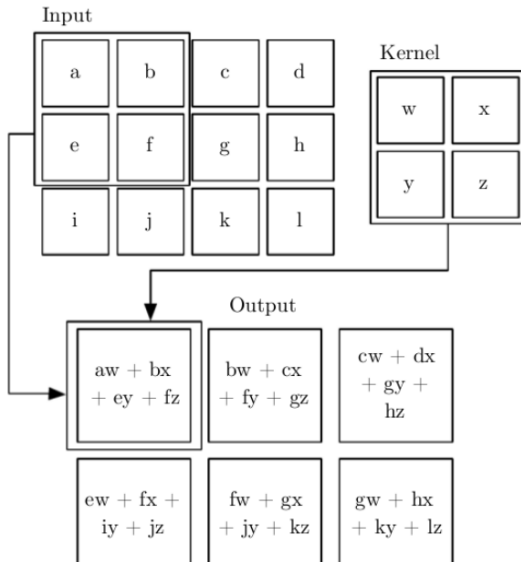 Input
a b c d
Kernel
w x
e f g h
y z
i j k l
Output
aw + bx
+ ey + fz
bw + cx
+ fy + gz
cw + dx
+ gy +
hz
ew + fx +
iy + jz
fw + gx
+ jy + kz
gw + hx
+ ky + lz